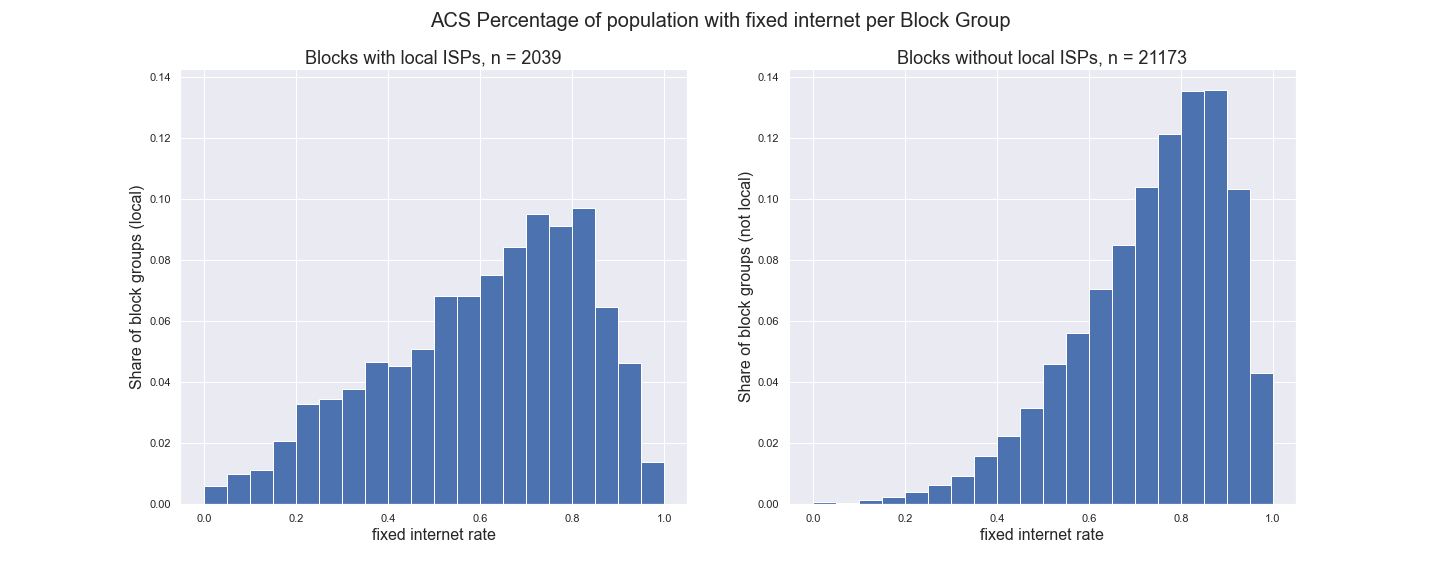 ACS Percentage of population with fixed internet per Block Group
Blocks with local ISPs, n = 2039
0.14
0.12
0.10
0.08
0.06
0.04
0.02
0.00
Share of block groups (local)
0.0 0.2 0.4 0.6 0.8 1.0
fixed internet rate
Blocks without local ISPs, n = 21173
0.14
0.12
0.10
0.08
0.06
0.04
0.02
0.00
Share of block groups (not local)
0.0 0.2 0.4 0.6 0.8 1.0
fixed internet rate